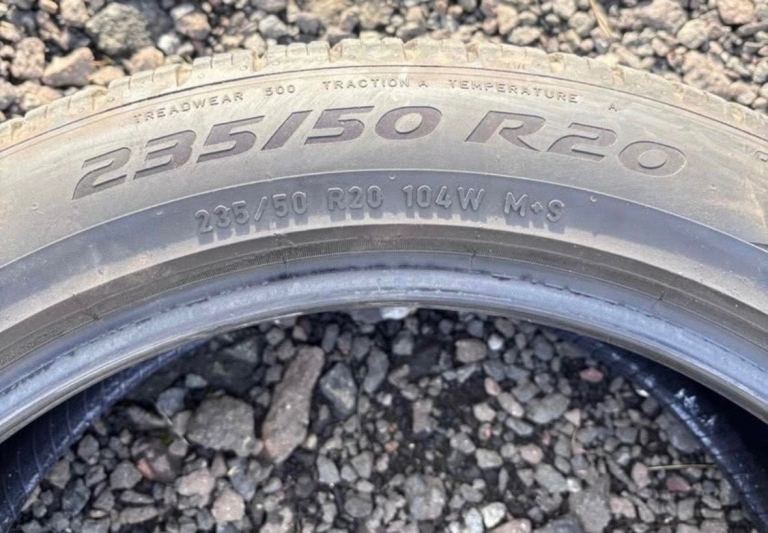 TREADWEAR 500 TRACTION A TEMPERATURE A
235/50 R20
235/50 R20 104W M+S